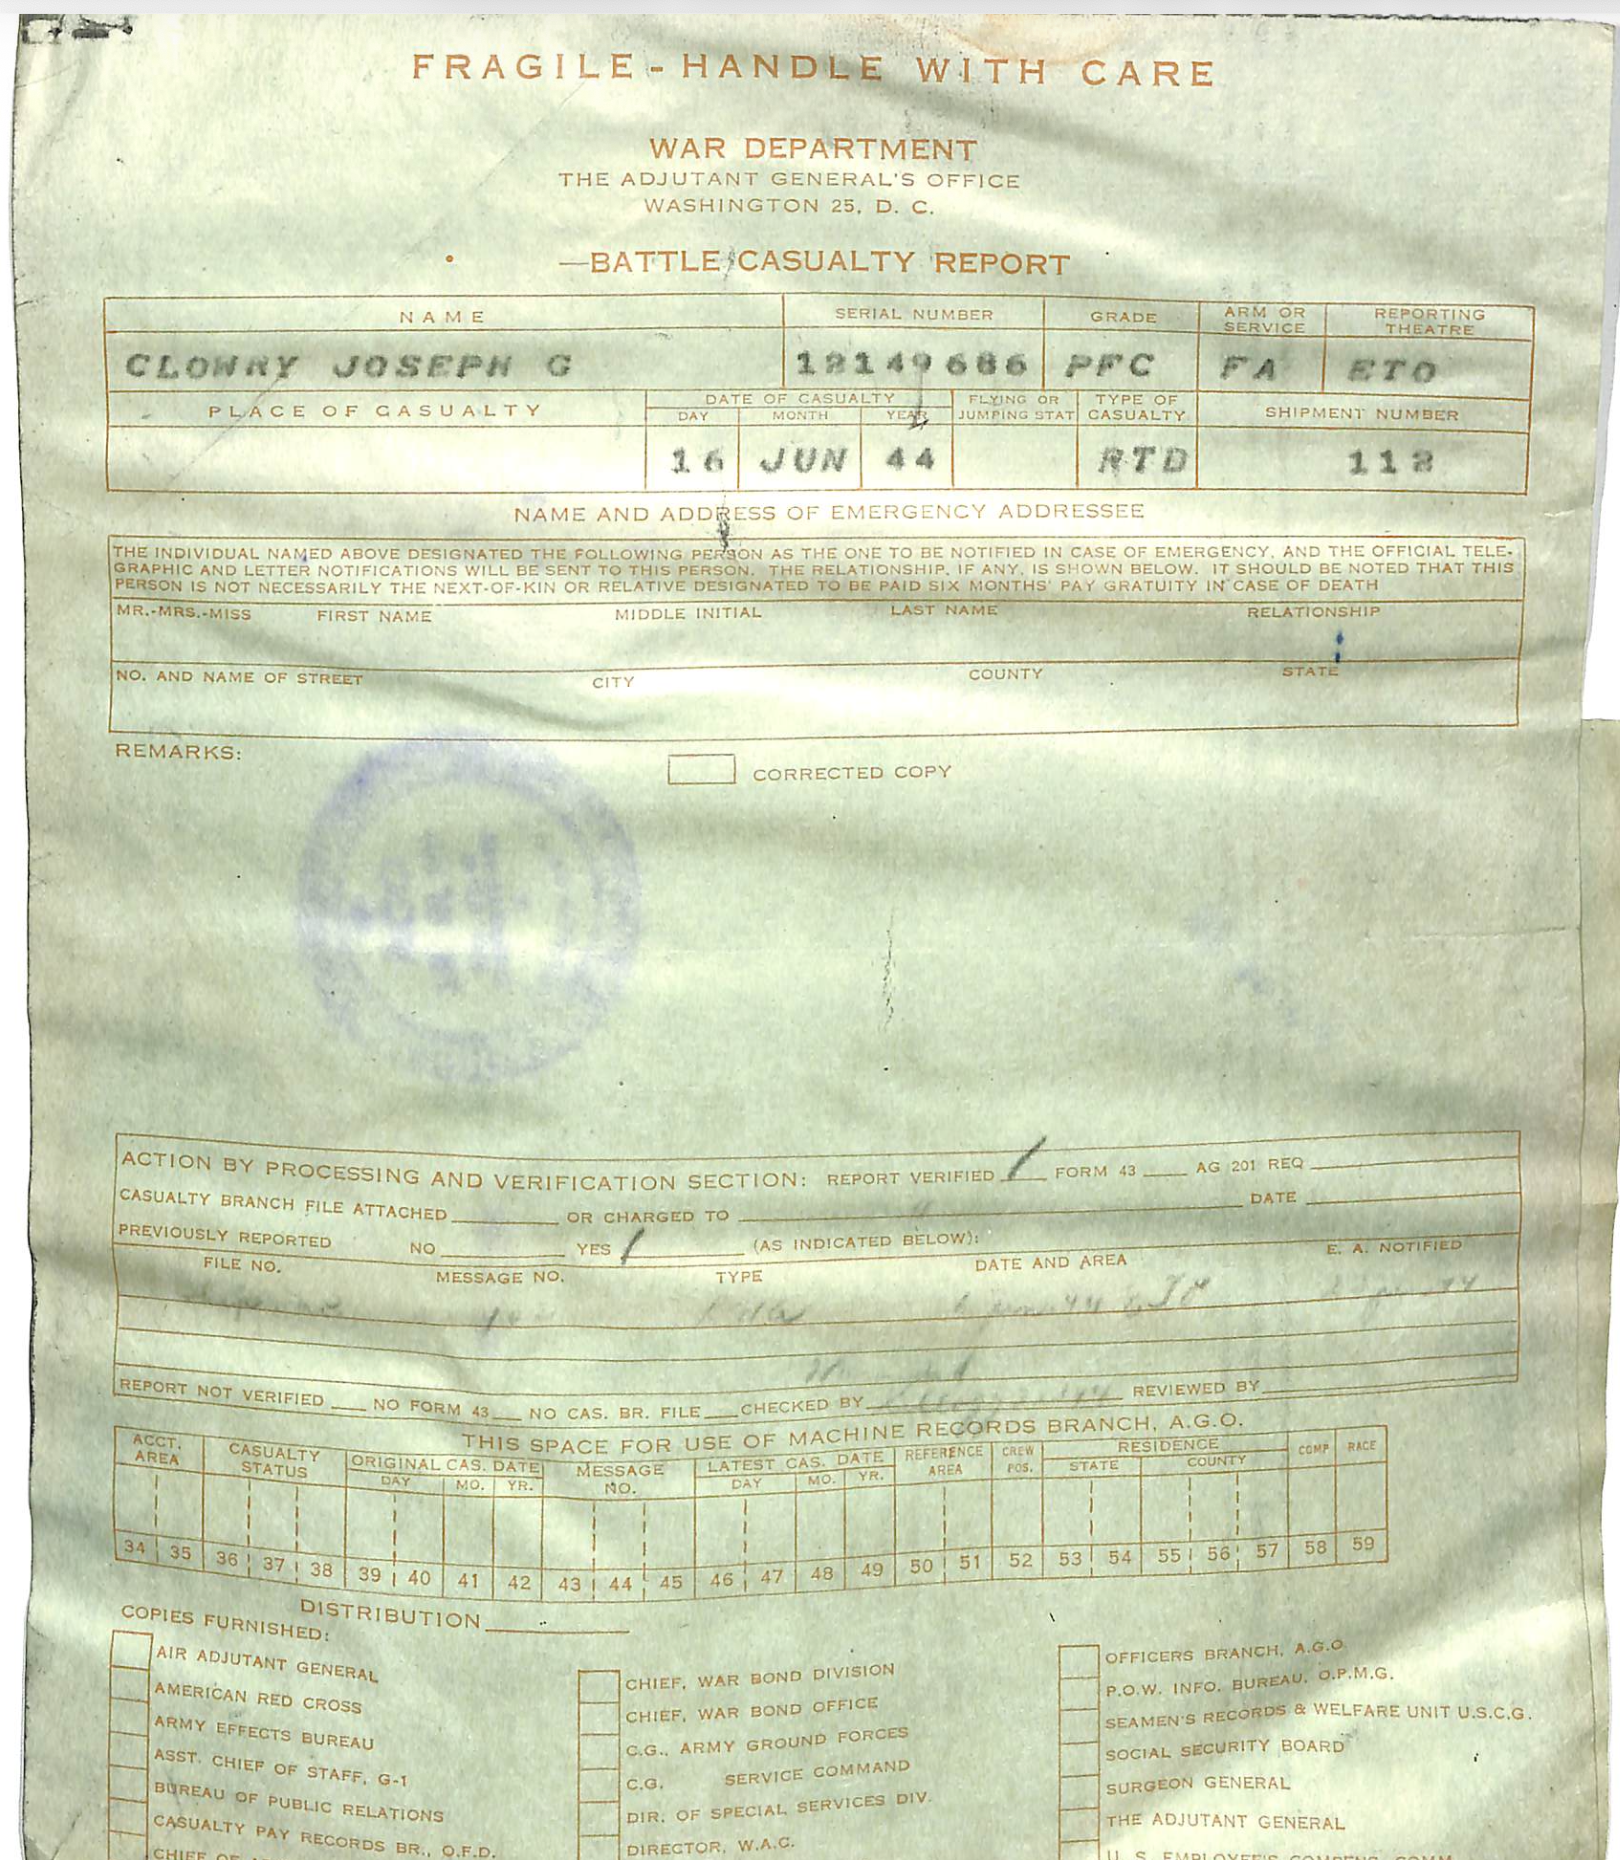 FRAGILE - HANDLE WITH CARE
WAR DEPARTMENT
THE ADJUTANT GENERAL'S OFFICE
WASHINGTON 25, D. C.
—BATTLE CASUALTY REPORT
NAME SERIAL NUMBER GRADE ARM OR SERVICE REPORTING THEATRE
CLOWRY JOSEPH G 12149686 PFC FA ETO
PLACE OF CASUALTY DATE OF CASUALTY FLYING OR JUMPING STAT TYPE OF CASUALTY SHIPMENT NUMBER
DAY MONTH YEAR
16 JUN 44 RTD 112
NAME AND ADDRESS OF EMERGENCY ADDRESSEE
THE INDIVIDUAL NAMED ABOVE DESIGNATED THE FOLLOWING PERSON AS THE ONE TO BE NOTIFIED IN CASE OF EMERGENCY, AND THE OFFICIAL TELE-
GRAPHIC AND LETTER NOTIFICATIONS WILL BE SENT TO THIS PERSON. THE RELATIONSHIP, IF ANY, IS SHOWN BELOW. IT SHOULD BE NOTED THAT THIS
PERSON IS NOT NECESSARILY THE NEXT-OF-KIN OR RELATIVE DESIGNATED TO BE PAID SIX MONTHS' PAY GRATUITY IN CASE OF DEATH
MR.-MRS.-MISS FIRST NAME MIDDLE INITIAL LAST NAME RELATIONSHIP
NO. AND NAME OF STREET CITY COUNTY STATE
REMARKS: CORRECTED COPY
ACTION BY PROCESSING AND VERIFICATION SECTION: REPORT VERIFIED / FORM 43 AG 201 REQ
CASUALTY BRANCH FILE ATTACHED OR CHARGED TO DATE
PREVIOUSLY REPORTED NO YES / (AS INDICATED BELOW):
FILE NO. MESSAGE NO. TYPE DATE AND AREA E. A. NOTIFIED
REPORT NOT VERIFIED NO FORM 43 NO CAS. BR. FILE CHECKED BY REVIEWED BY
THIS SPACE FOR USE OF MACHINE RECORDS BRANCH, A.G.O.
ACCT. AREA CASUALTY STATUS ORIGINAL CAS. DATE MESSAGE NO. LATEST CAS. DATE REFERENCE AREA CREW POS. RESIDENCE COMP RACE
DAY MO. YR. DAY MO. YR. STATE COUNTY
34 35 36 37 38 39 40 41 42 43 44 45 46 47 48 49 50 51 52 53 54 55 56 57 58 59
DISTRIBUTION
COPIES FURNISHED:
AIR ADJUTANT GENERAL
AMERICAN RED CROSS
ARMY EFFECTS BUREAU
ASST. CHIEF OF STAFF, G-1
BUREAU OF PUBLIC RELATIONS
CASUALTY PAY RECORDS BR., O.F.D.
CHIEF OF
CHIEF, WAR BOND DIVISION
CHIEF, WAR BOND OFFICE
C.G., ARMY GROUND FORCES
C.G. SERVICE COMMAND
DIR. OF SPECIAL SERVICES DIV.
DIRECTOR, W.A.C.
OFFICERS BRANCH, A.G.O.
P.O.W. INFO. BUREAU, O.P.M.G.
SEAMEN'S RECORDS & WELFARE UNIT U.S.C.G.
SOCIAL SECURITY BOARD
SURGEON GENERAL
THE ADJUTANT GENERAL
U. S. EMPLOYEE'S COMPENS. COMM.